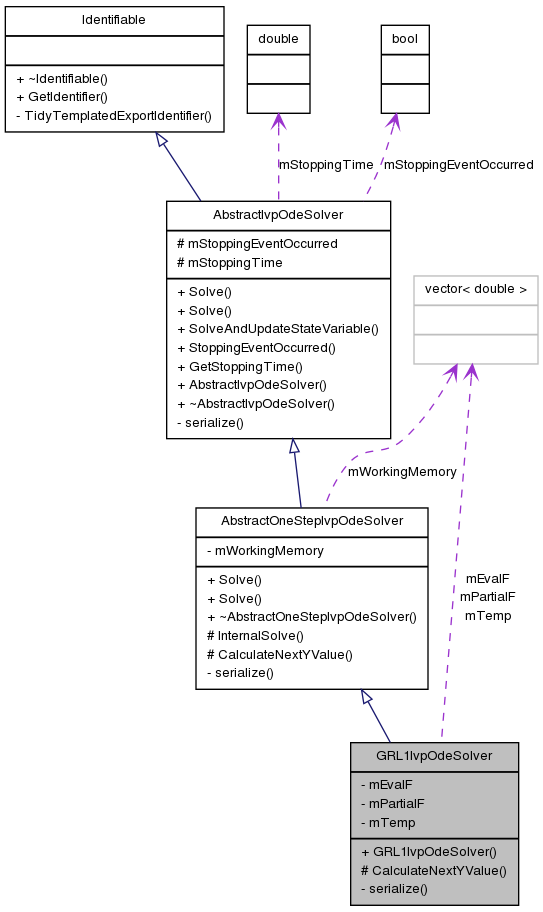 Identifiable
+ ~Identifiable()
+ GetIdentifier()
- TidyTemplatedExportIdentifier()
double
bool
mStoppingTime
mStoppingEventOccurred
AbstractIvpOdeSolver
# mStoppingEventOccurred
# mStoppingTime
+ Solve()
+ Solve()
+ SolveAndUpdateStateVariable()
+ StoppingEventOccurred()
+ GetStoppingTime()
+ AbstractIvpOdeSolver()
+ ~AbstractIvpOdeSolver()
- serialize()
vector< double >
mWorkingMemory
AbstractOneStepIvpOdeSolver
- mWorkingMemory
+ Solve()
+ Solve()
+ ~AbstractOneStepIvpOdeSolver()
# InternalSolve()
# CalculateNextYValue()
- serialize()
mEvalF
mPartialF
mTemp
GRL1IvpOdeSolver
- mEvalF
- mPartialF
- mTemp
+ GRL1IvpOdeSolver()
# CalculateNextYValue()
- serialize()